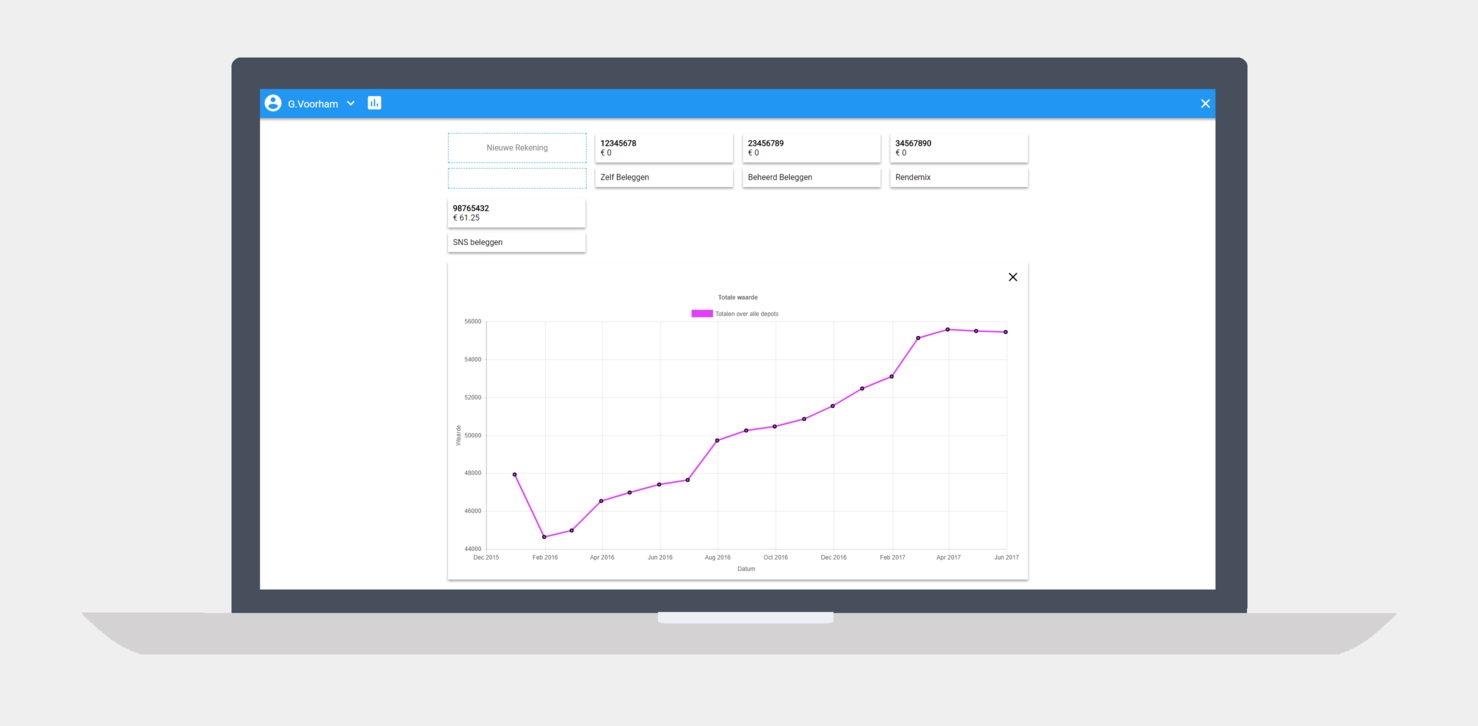 G.Voorham
Nieuwe Rekening
12345678
€ 0
23456789
€ 0
34567890
€ 0
Zelf Beleggen
Beheerd Beleggen
Rendemix
98765432
€ 61.25
SNS beleggen
Totale waarde
Totalen over alle depots
Waarde
56000
54000
52000
50000
48000
46000
44000
Dec 2015
Feb 2016
Apr 2016
Jun 2016
Aug 2016
Oct 2016
Dec 2016
Feb 2017
Apr 2017
Jun 2017
Datum